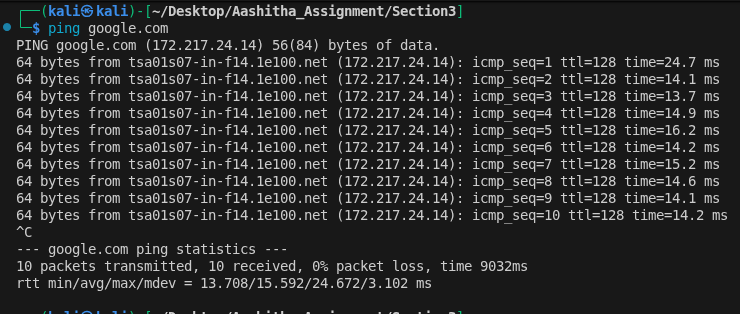 ┌──(kali㉿kali)-[~/Desktop/Aashitha_Assignment/Section3]
└─$ ping google.com
PING google.com (172.217.24.14) 56(84) bytes of data.
64 bytes from tsa01s07-in-f14.1e100.net (172.217.24.14): icmp_seq=1 ttl=128 time=24.7 ms
64 bytes from tsa01s07-in-f14.1e100.net (172.217.24.14): icmp_seq=2 ttl=128 time=14.1 ms
64 bytes from tsa01s07-in-f14.1e100.net (172.217.24.14): icmp_seq=3 ttl=128 time=13.7 ms
64 bytes from tsa01s07-in-f14.1e100.net (172.217.24.14): icmp_seq=4 ttl=128 time=14.9 ms
64 bytes from tsa01s07-in-f14.1e100.net (172.217.24.14): icmp_seq=5 ttl=128 time=16.2 ms
64 bytes from tsa01s07-in-f14.1e100.net (172.217.24.14): icmp_seq=6 ttl=128 time=14.2 ms
64 bytes from tsa01s07-in-f14.1e100.net (172.217.24.14): icmp_seq=7 ttl=128 time=15.2 ms
64 bytes from tsa01s07-in-f14.1e100.net (172.217.24.14): icmp_seq=8 ttl=128 time=14.6 ms
64 bytes from tsa01s07-in-f14.1e100.net (172.217.24.14): icmp_seq=9 ttl=128 time=14.1 ms
64 bytes from tsa01s07-in-f14.1e100.net (172.217.24.14): icmp_seq=10 ttl=128 time=14.2 ms
^C
--- google.com ping statistics ---
10 packets transmitted, 10 received, 0% packet loss, time 9032ms
rtt min/avg/max/mdev = 13.708/15.592/24.672/3.102 ms